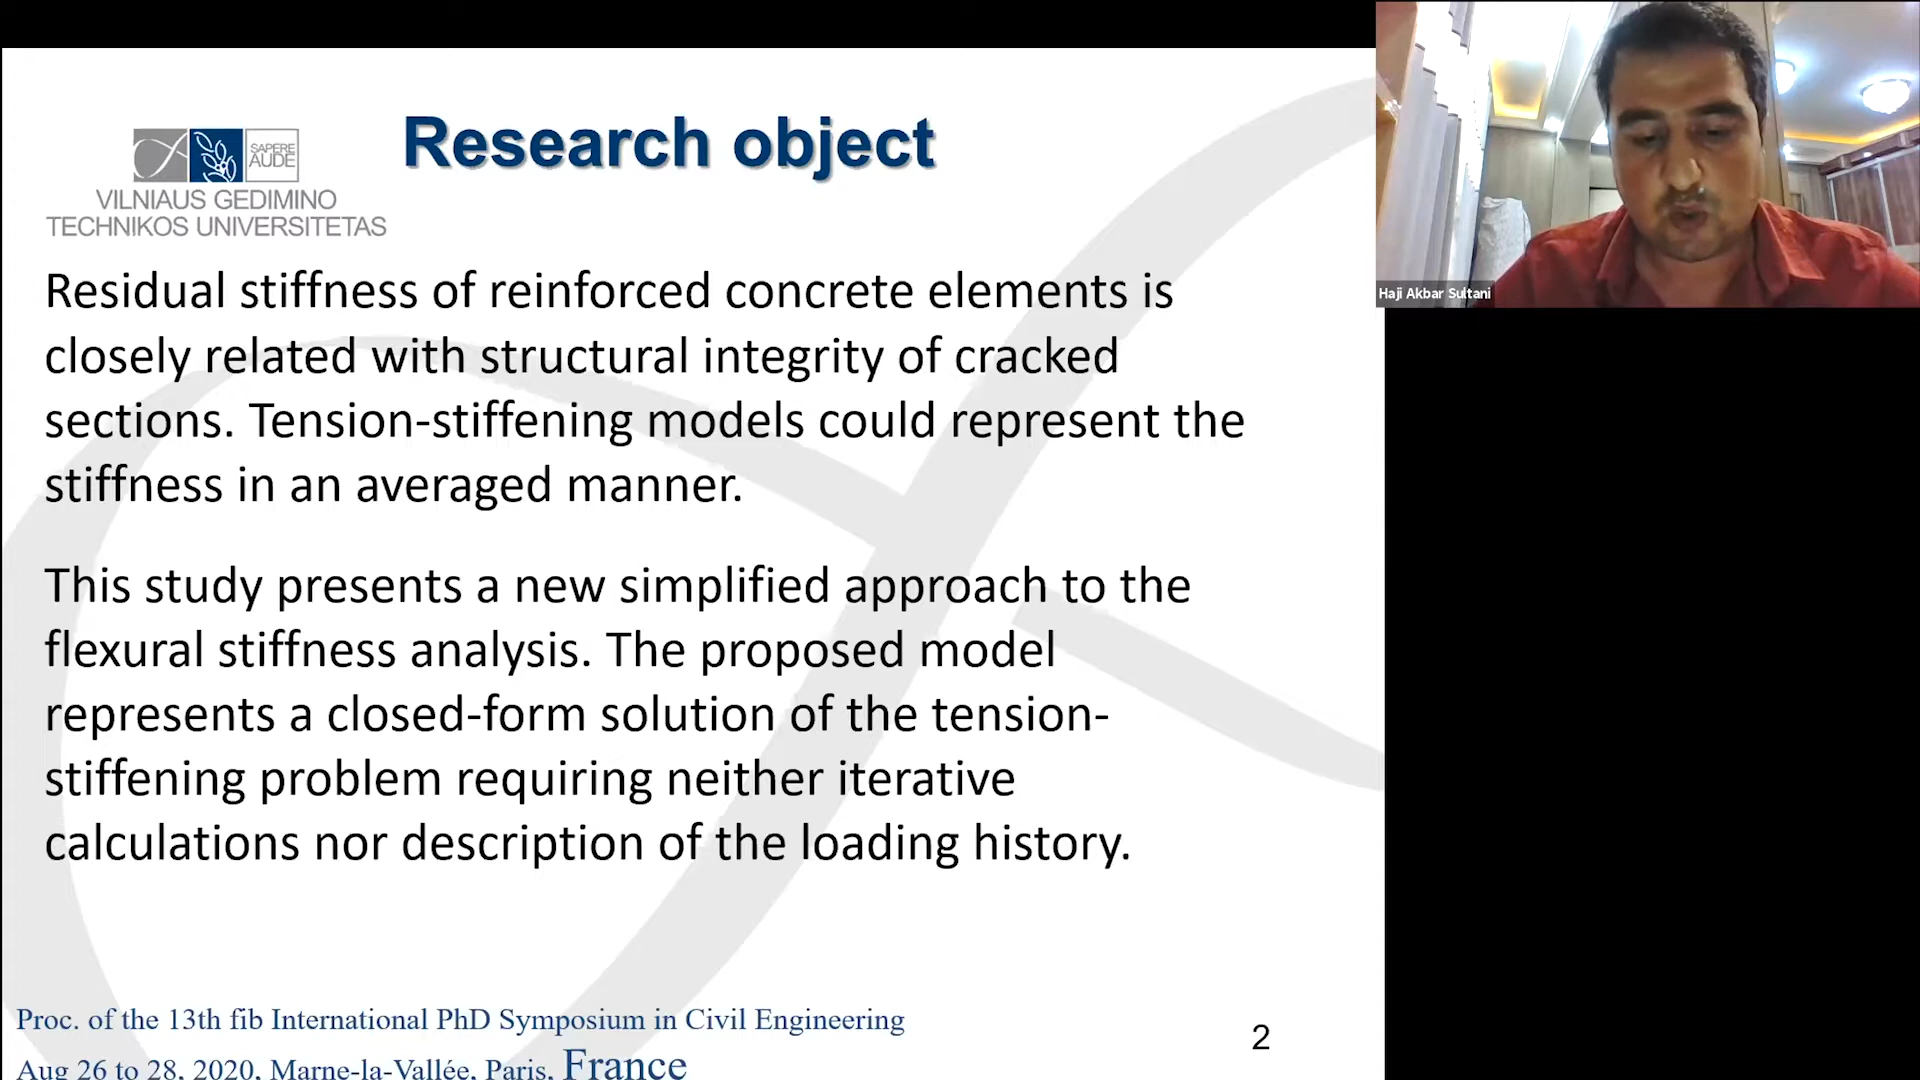 Research object
SAPERE
AUDE
VILNIAUS GEDIMINO
TECHNIKOS UNIVERSITETAS
Haji Akbar Sultani
Residual stiffness of reinforced concrete elements is
closely related with structural integrity of cracked
sections. Tension-stiffening models could represent the
stiffness in an averaged manner.
This study presents a new simplified approach to the
flexural stiffness analysis. The proposed model
represents a closed-form solution of the tension-
stiffening problem requiring neither iterative
calculations nor description of the loading history.
Proc. of the 13th fib International PhD Symposium in Civil Engineering
Aug 26 to 28, 2020, Marne-la-Vallée, Paris, France
2